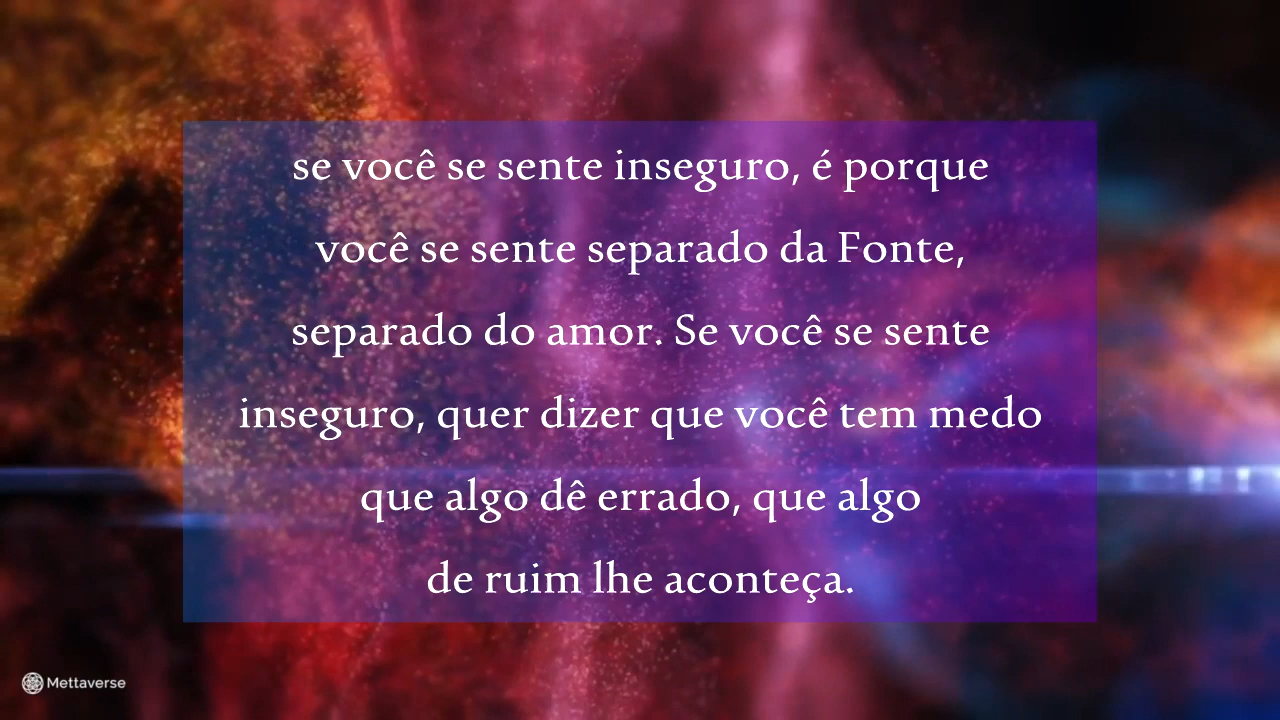 se você se sente inseguro, é porque
você se sente separado da Fonte,
separado do amor. Se você se sente
inseguro, quer dizer que você tem medo
que algo dê errado, que algo
de ruim lhe aconteça.
Mettaverse